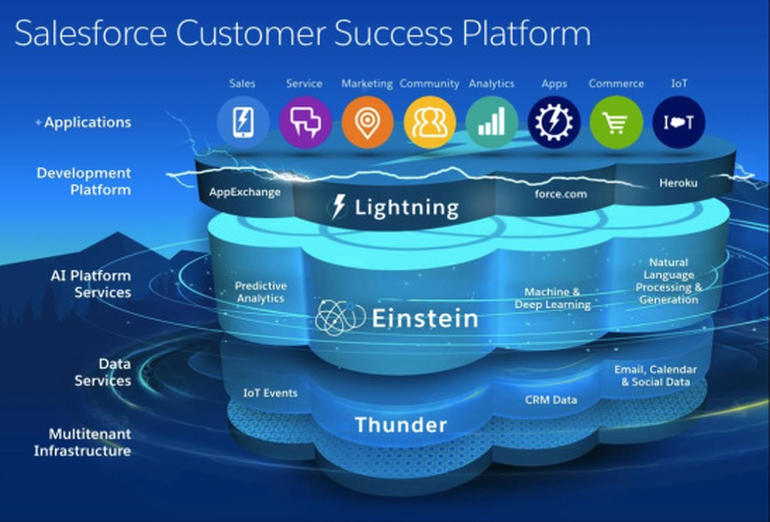 Salesforce Customer Success Platform
Sales Service Marketing Community Analytics Apps Commerce IoT
+Applications
I T
Development
Platform
AppExchange
Lightning
force.com
Heroku
AI Platform
Services
Predictive
Analytics
Einstein
Machine &
Deep Learning
Natural
Language
Processing &
Generation
Data
Services
IoT Events
Thunder
CRM Data
Email, Calendar
& Social Data
Multitenant
Infrastructure